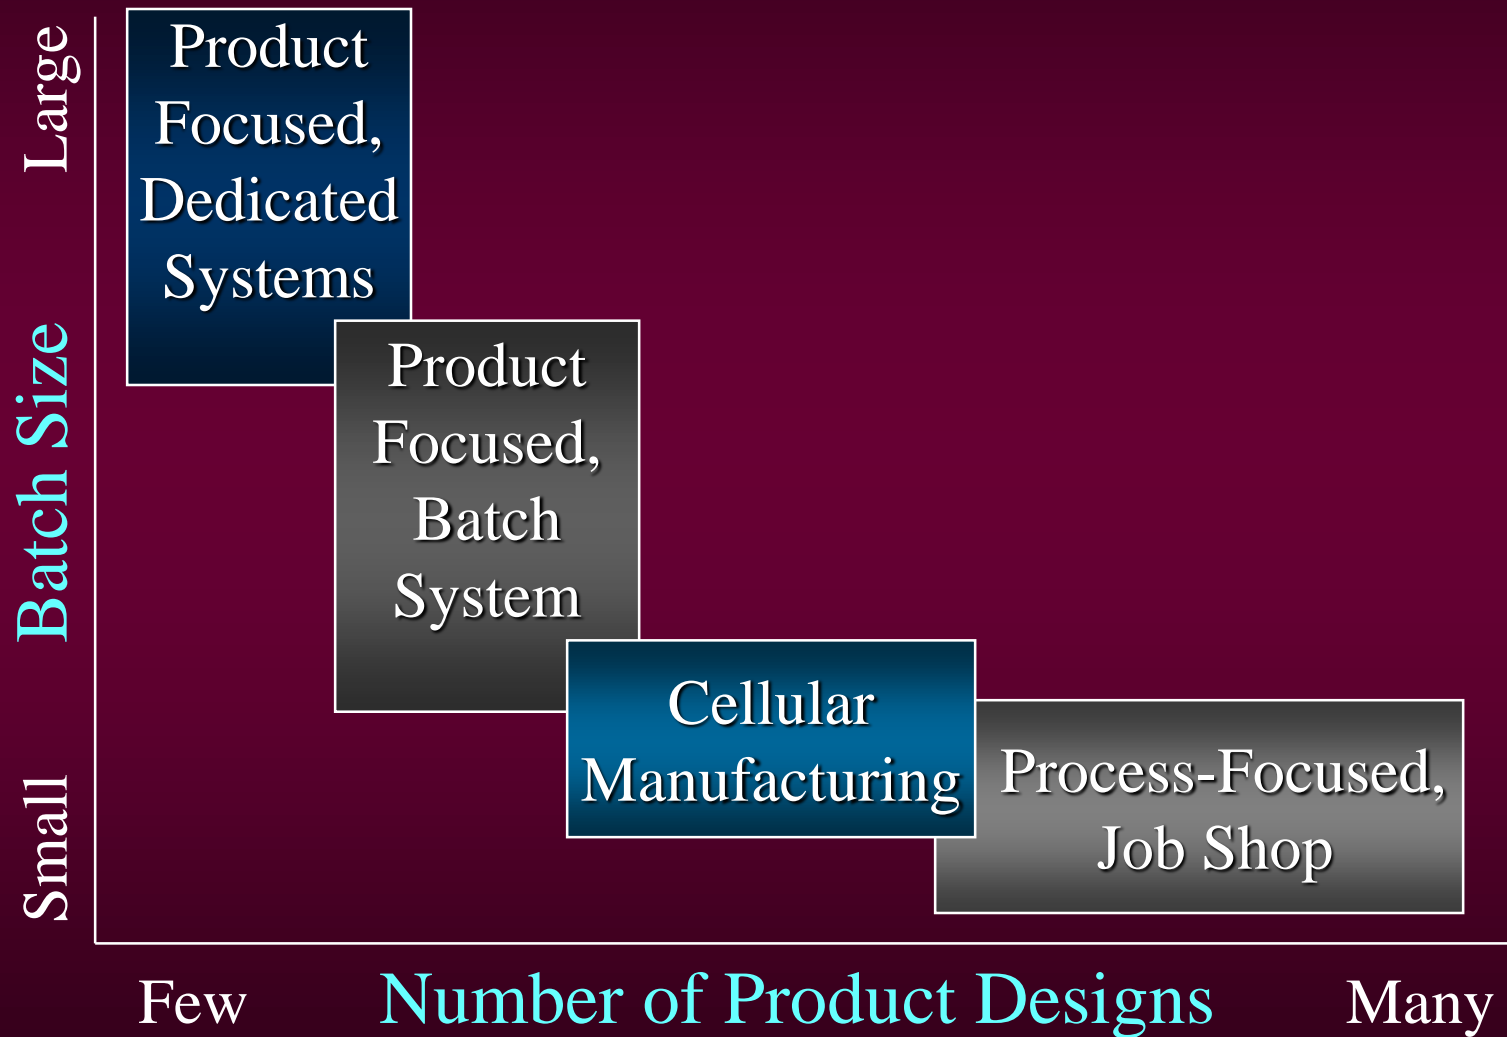 Large
Batch Size
Small
Product
Focused,
Dedicated
Systems
Product
Focused,
Batch
System
Cellular
Manufacturing
Process-Focused,
Job Shop
Few
Number of Product Designs
Many